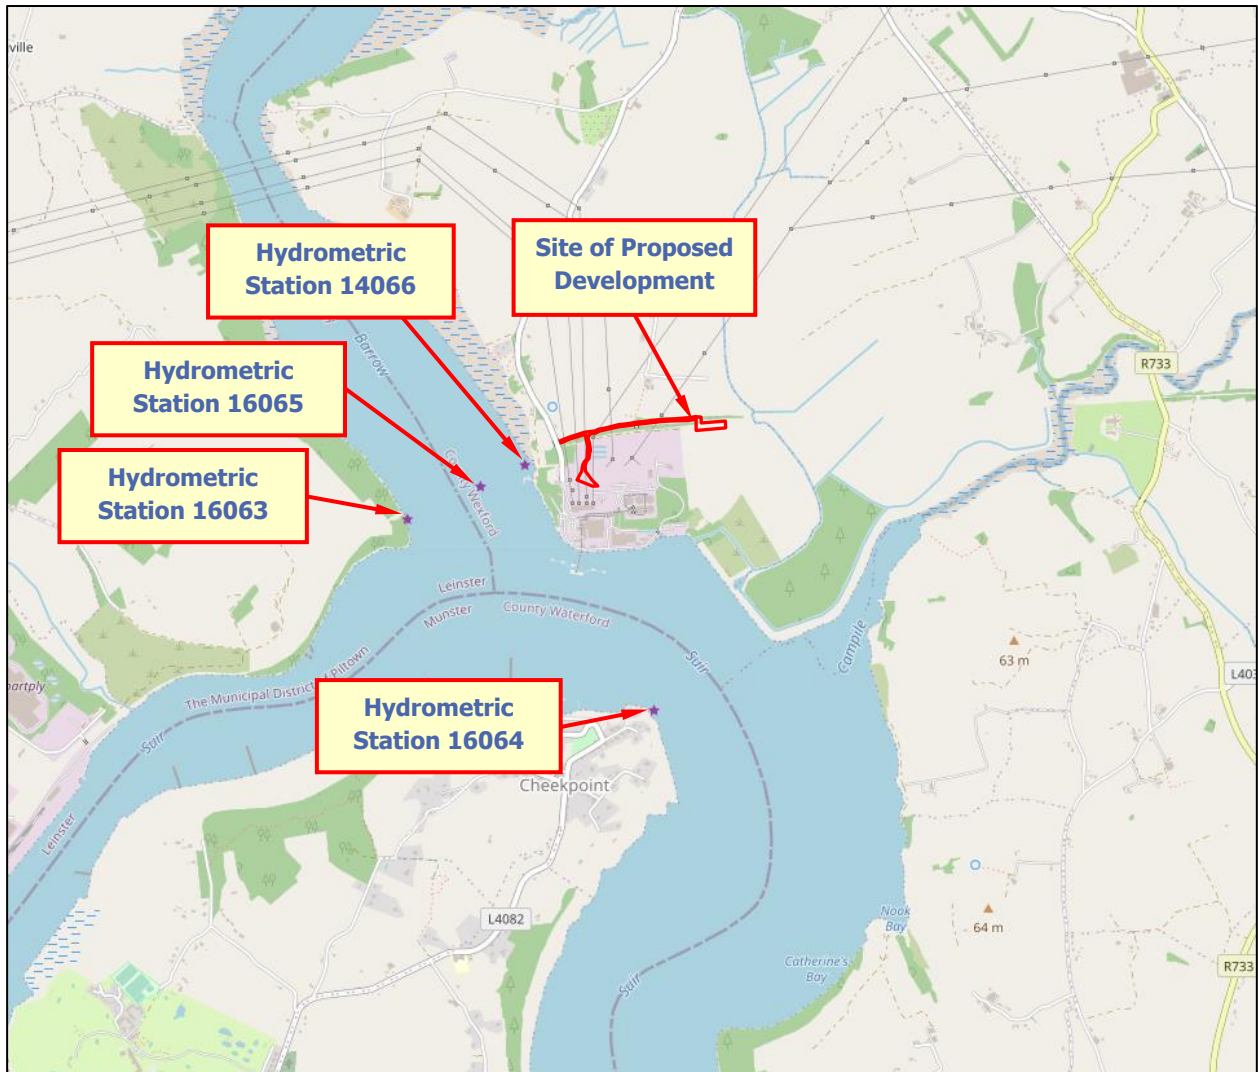 ville
Hydrometric
Station 14066
Site of Proposed
Development
Hydrometric
Station 16065
Barrow
R733
Hydrometric
Station 16063
County Wexford
Leinster
Munster
County Waterford
Suir
Campile
63 m
L403
The Municipal District of Piltown
martply
Suir
Hydrometric
Station 16064
Cheekpoint
Leinster
L4082
Nook
Bay
64 m
Catherine's
Bay
R733
Suir